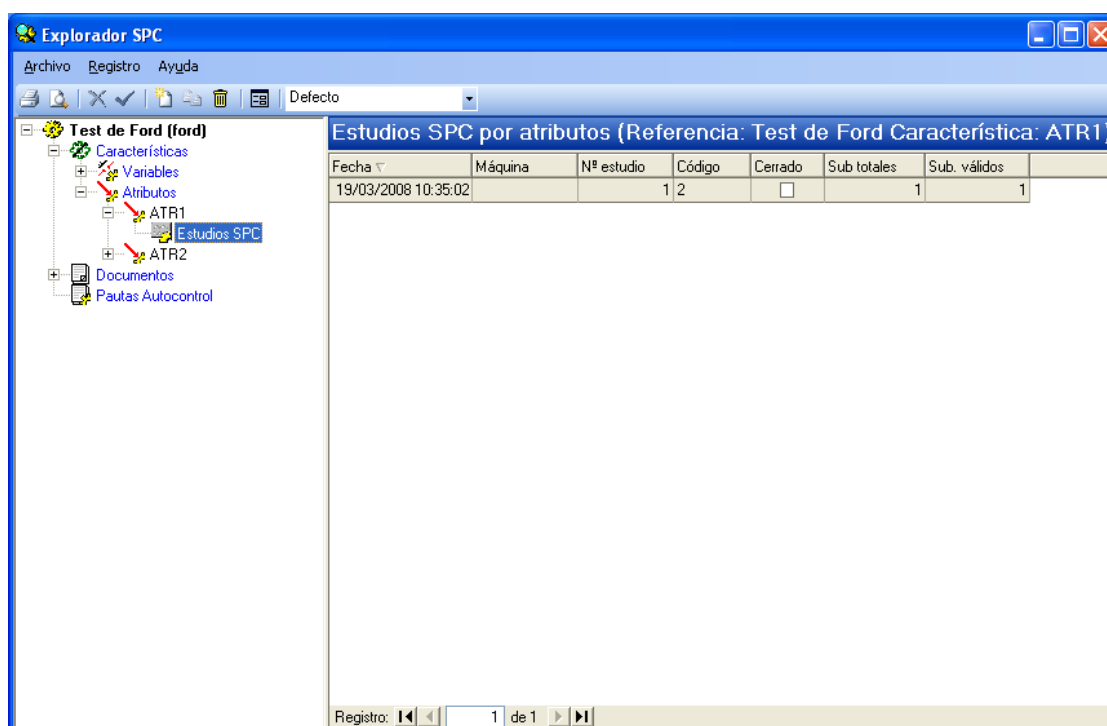 Explorador SPC
Archivo Registro Ayuda
Defecto
Test de Ford (ford)
Características
Variables
Atributos
ATR1
Estudios SPC
ATR2
Documentos
Pautas Autocontrol
Estudios SPC por atributos (Referencia: Test de Ford Característica: ATR1)
Fecha Máquina Nº estudio Código Cerrado Sub totales Sub. válidos
19/03/2008 10:35:02 1 2 1 1
Registro: 1 de 1